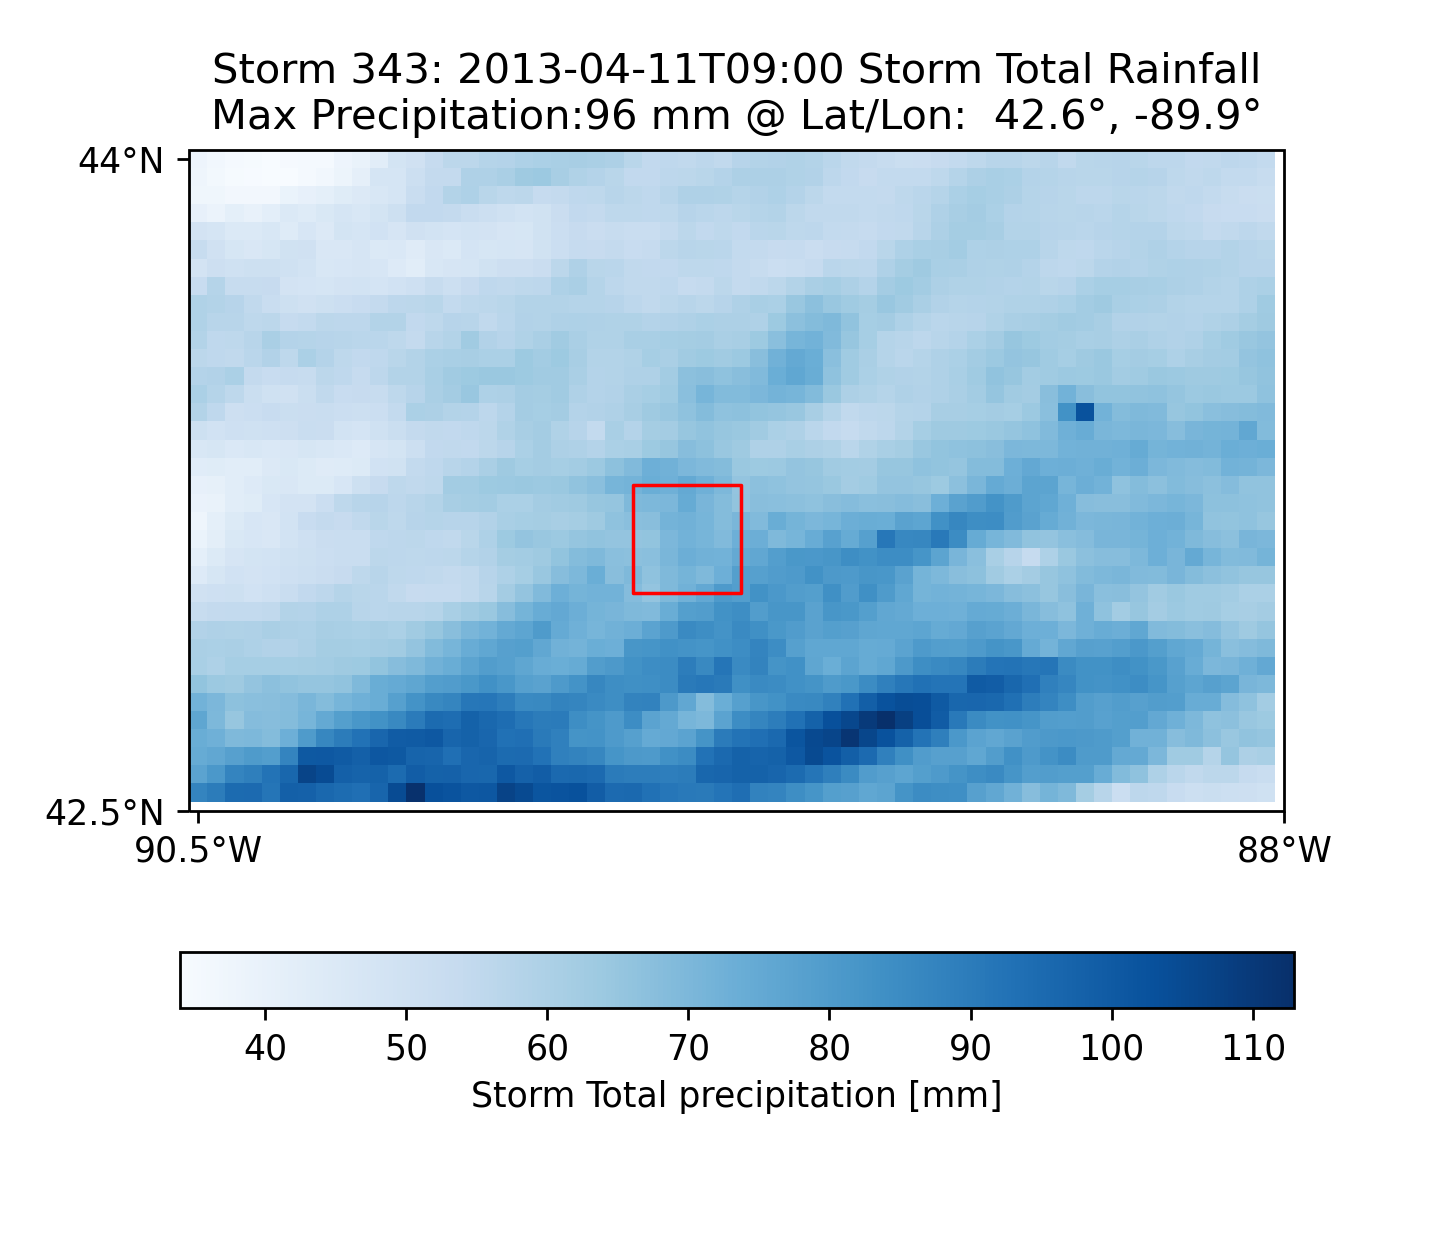 Storm 343: 2013-04-11T09:00 Storm Total Rainfall
Max Precipitation:96 mm @ Lat/Lon:  42.6°, -89.9°
44°N
42.5°N
90.5°W 88°W
40 50 60 70 80 90 100 110
Storm Total precipitation [mm]